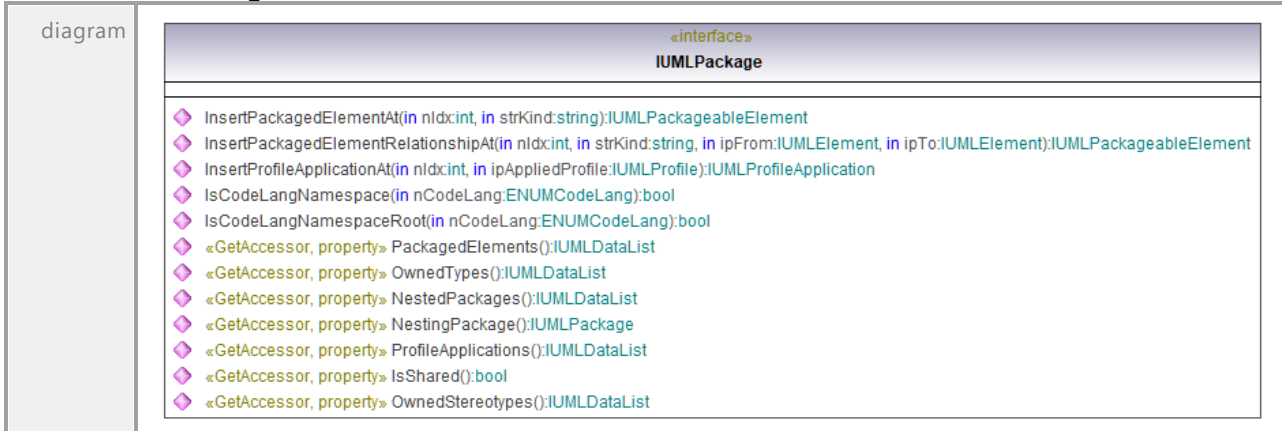 diagram
«interface»
IUMLPackage
InsertPackagedElementAt(in nIdx:int, in strKind:string):IUMLPackageableElement
InsertPackagedElementRelationshipAt(in nIdx:int, in strKind:string, in ipFrom:IUMLElement, in ipTo:IUMLElement):IUMLPackageableElement
InsertProfileApplicationAt(in nIdx:int, in ipAppliedProfile:IUMLProfile):IUMLProfileApplication
IsCodeLangNamespace(in nCodeLang:ENUMCodeLang):bool
IsCodeLangNamespaceRoot(in nCodeLang:ENUMCodeLang):bool
«GetAccessor, property» PackagedElements():IUMLDataList
«GetAccessor, property» OwnedTypes():IUMLDataList
«GetAccessor, property» NestedPackages():IUMLDataList
«GetAccessor, property» NestingPackage():IUMLPackage
«GetAccessor, property» ProfileApplications():IUMLDataList
«GetAccessor, property» IsShared():bool
«GetAccessor, property» OwnedStereotypes():IUMLDataList